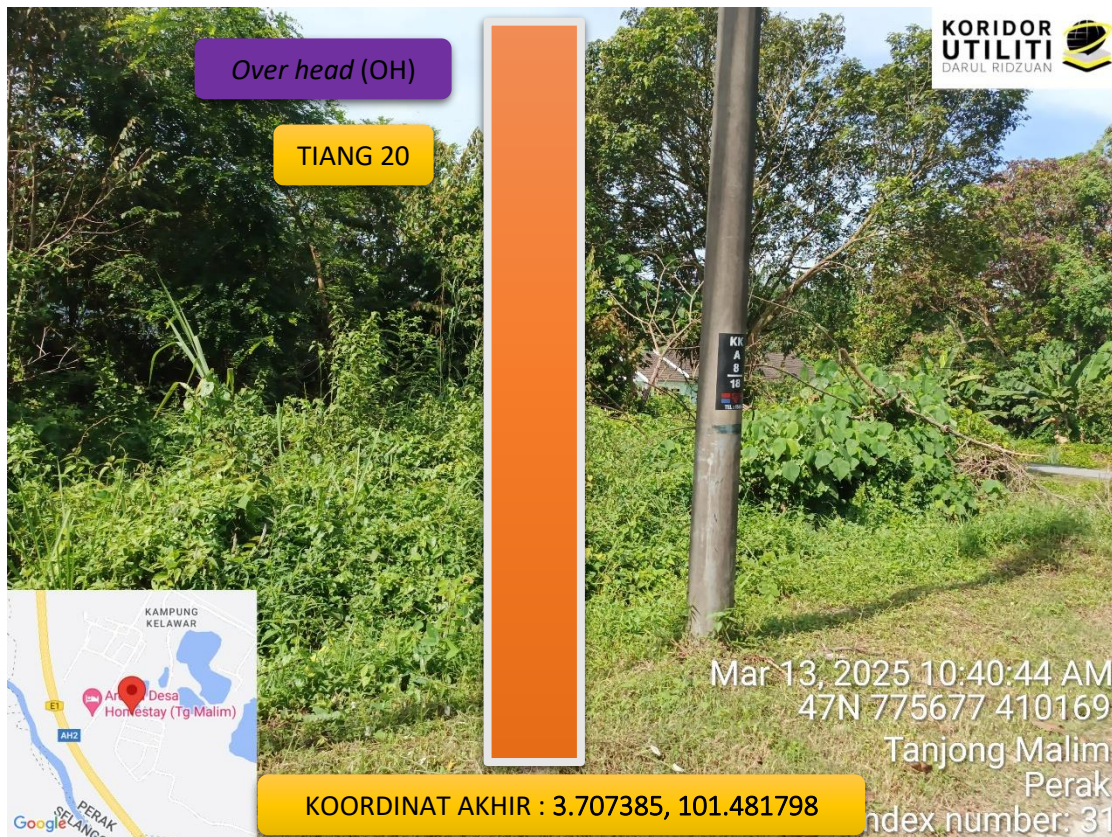 Over head (OH)
TIANG 20
KORIDOR
UTILITI
DARUL RIDZUAN
KK
A
8
18
KAMPUNG
KELAWAR
Desa
Homestay (Tg Malim)
E1
AH2
PERAK
Google
Mar 13, 2025 10:40:44 AM
47N 775677 410169
Tanjong Malim
Perak
Index number: 31
KOORDINAT AKHIR : 3.707385, 101.481798